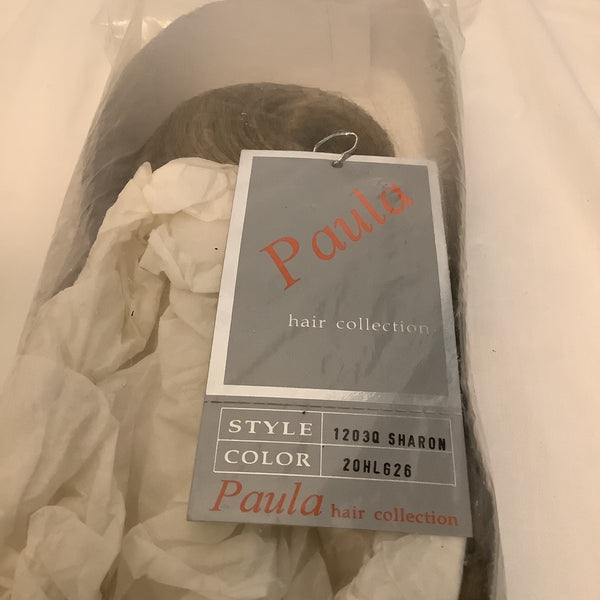 Paula
hair collection
STYLE 1203Q SHARON
COLOR 20HL626
Paula hair collection